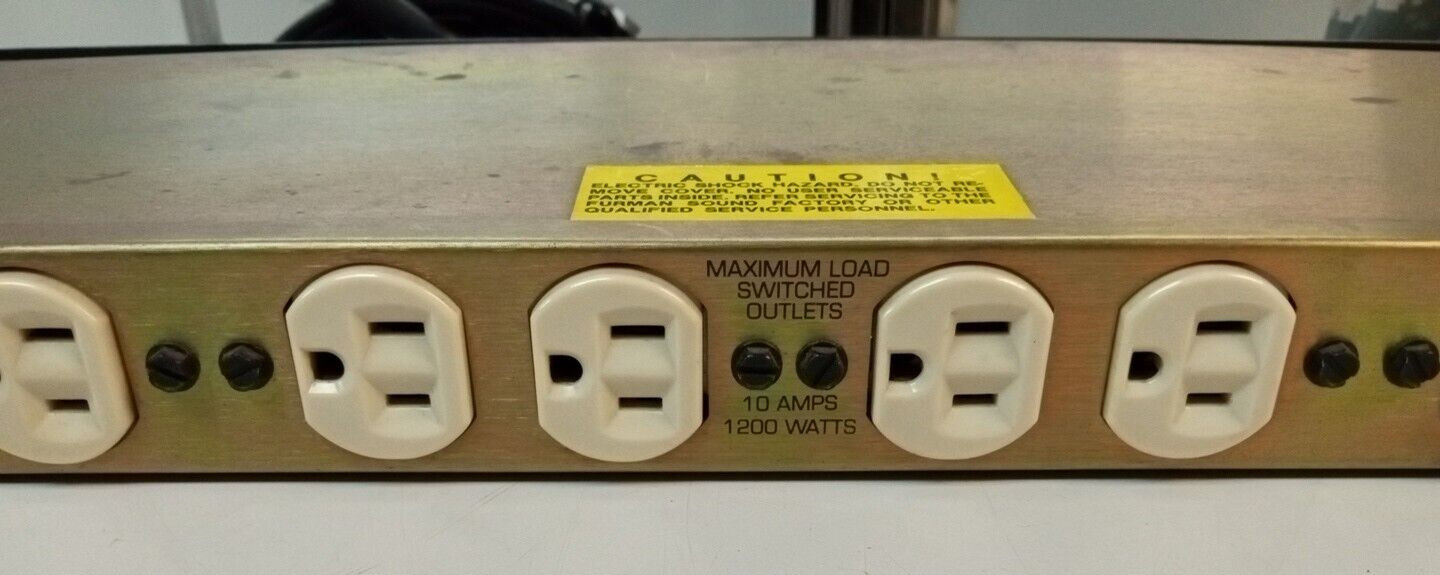 CAUTION!
ELECTRIC SHOCK HAZARD. DO NOT RE-
MOVE COVER. NO USER SERVICEABLE
PARTS INSIDE. REFER SERVICING TO THE
FURMAN SOUND FACTORY OR OTHER
QUALIFIED SERVICE PERSONNEL.
MAXIMUM LOAD
SWITCHED
OUTLETS
10 AMPS
1200 WATTS